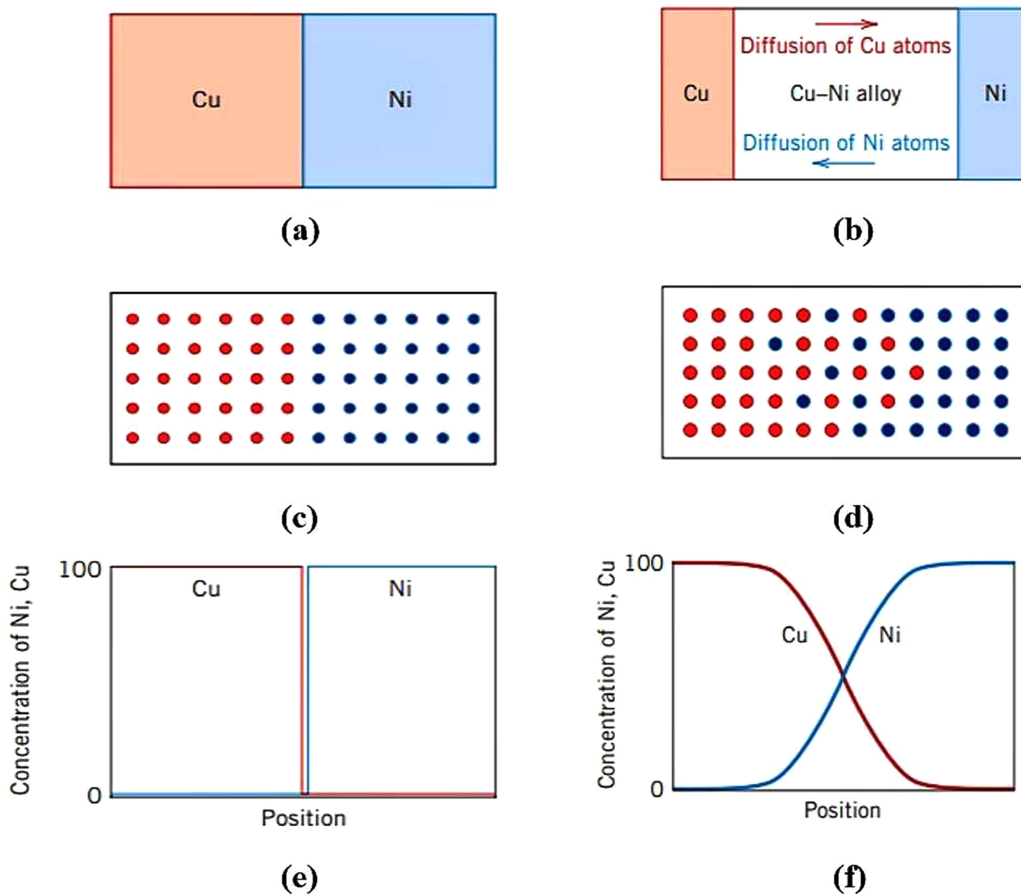 Cu
Ni
(a)
Diffusion of Cu atoms
Cu
Cu–Ni alloy
Ni
Diffusion of Ni atoms
(b)
(c)
(d)
Concentration of Ni, Cu
100
Cu
Ni
0
Position
(e)
Concentration of Ni, Cu
100
Cu
Ni
0
Position
(f)